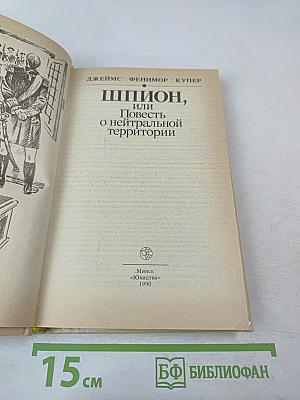 ДЖЕЙМС ФЕНИМОР КУПЕР
ШПИОН,
или
Повесть
о нейтральной
территории
Минск
«Юнацтва»
1990
15 см
БФ БИБЛИОФАН